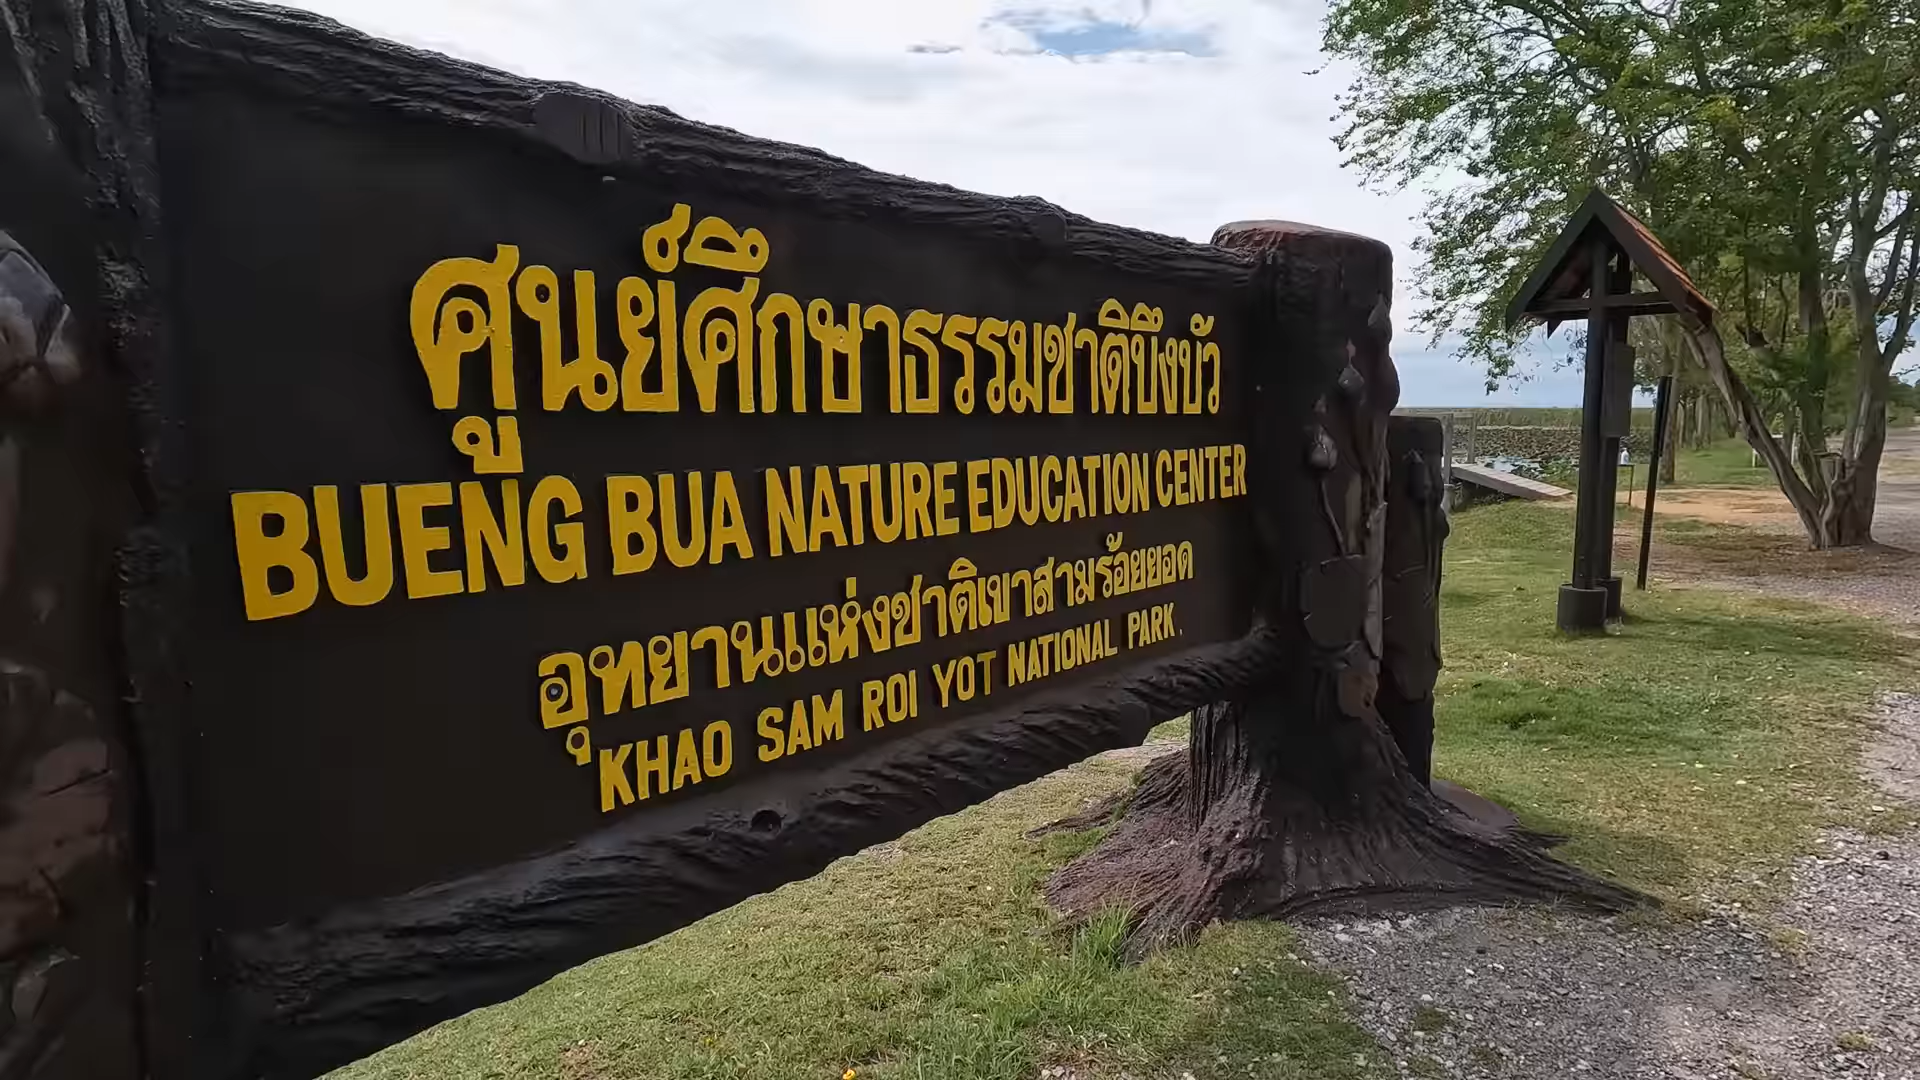 ศูนย์ศึกษาธรรมชาติบึงบัว
BUENG BUA NATURE EDUCATION CENTER
อุทยานแห่งชาติเขาสามร้อยยอด
KHAO SAM ROI YOT NATIONAL PARK.